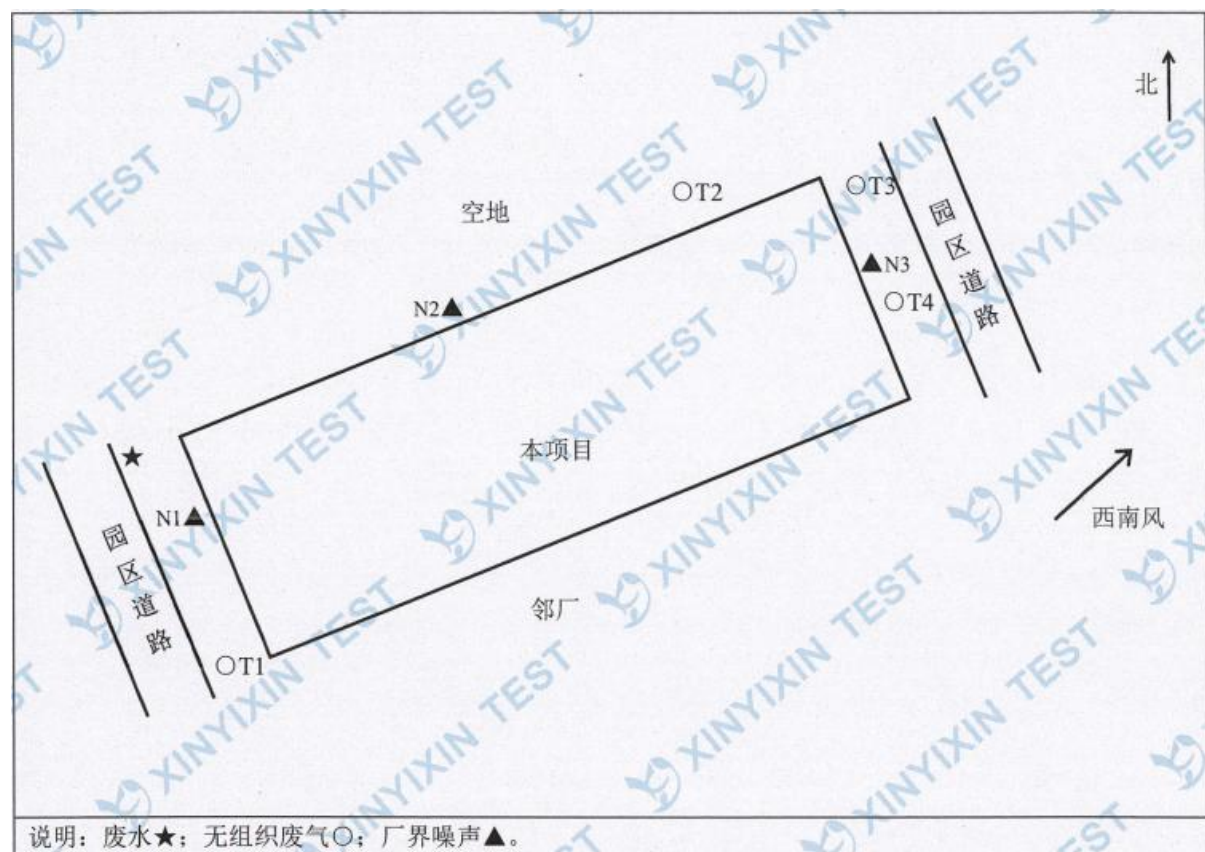 北
○T2
○T3
空地
园区道路
▲N3
N2▲
○T4
本项目
★
N1▲
西南风
园区道路
邻厂
○T1
说明：废水★；无组织废气○；厂界噪声▲。
XINYIXIN TEST